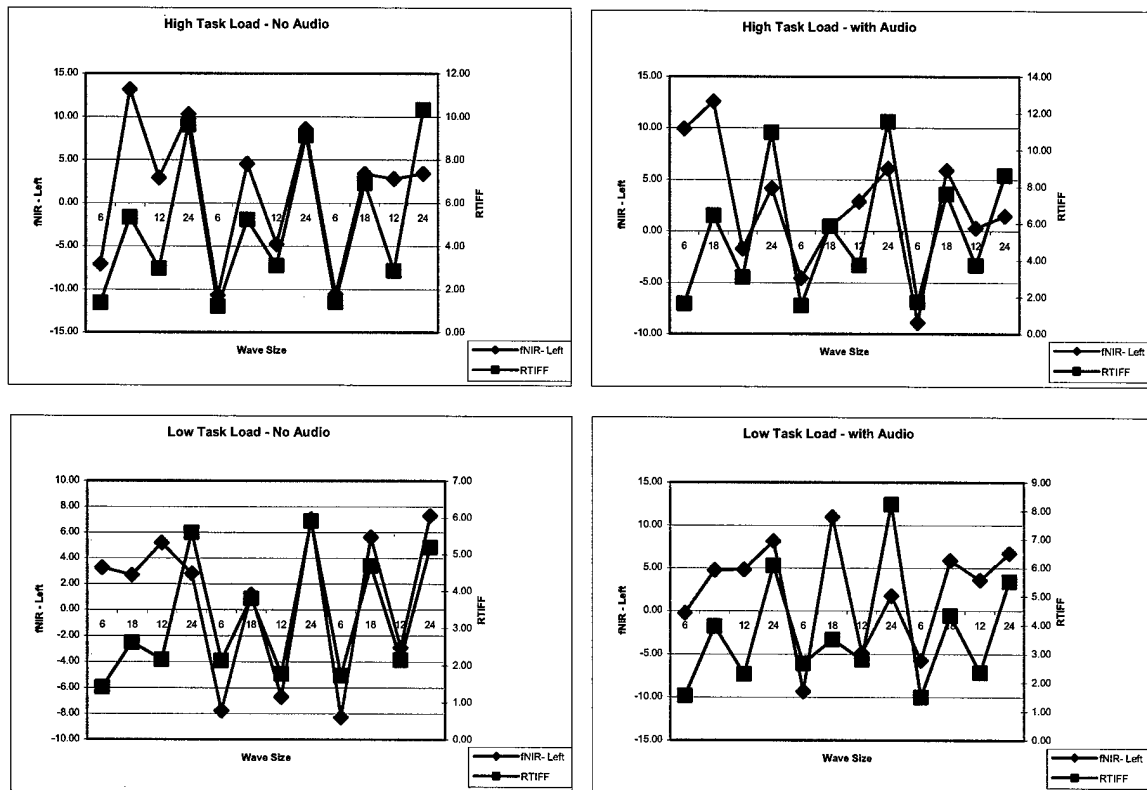 High Task Load - No Audio
15.00
10.00
5.00
0.00
-5.00
-10.00
-15.00
fNIR - Left
6 12 24 6 18 12 24 6 18 12 24
12.00
10.00
8.00
6.00
4.00
2.00
0.00
RTIFF
Wave Size
fNIR- Left
RTIFF
High Task Load - with Audio
15.00
10.00
5.00
0.00
-5.00
-10.00
fNIR - Left
6 18 24 6 18 12 24 6 18 12 24
14.00
12.00
10.00
8.00
6.00
4.00
2.00
0.00
RTIFF
Wave Size
fNIR- Left
RTIFF
Low Task Load - No Audio
10.00
8.00
6.00
4.00
2.00
0.00
-2.00
-4.00
-6.00
-8.00
-10.00
fNIR - Left
6 18 12 24 6 18 12 24 6 18 12 24
7.00
6.00
5.00
4.00
3.00
2.00
1.00
0.00
RTIFF
Wave Size
fNIR- Left
RTIFF
Low Task Load - with Audio
15.00
10.00
5.00
0.00
-5.00
-10.00
-15.00
fNIR - Left
6 12 24 6 18 12 24 6 12 24
9.00
8.00
7.00
6.00
5.00
4.00
3.00
2.00
1.00
0.00
RTIFF
Wave Size
fNIR- Left
RTIFF